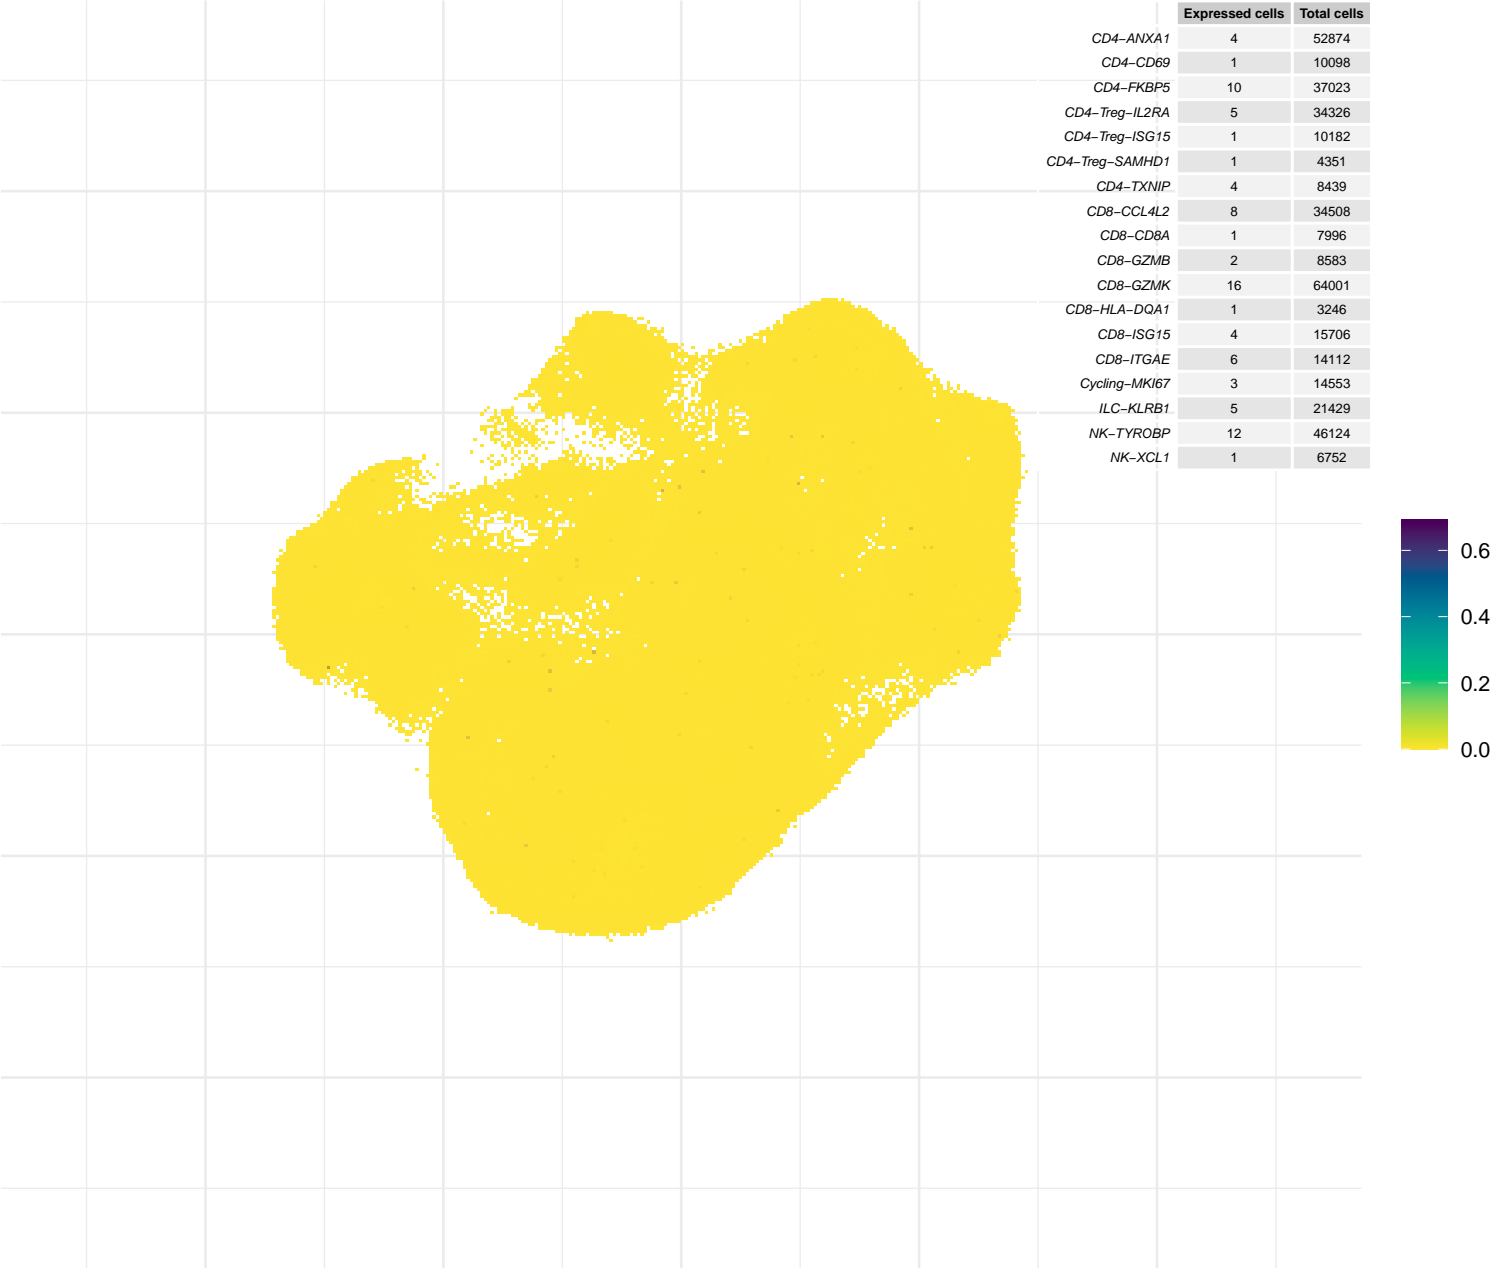 Expressed cells Total cells
CD4−ANXA1 4 52874
CD4−CD69 1 10098
CD4−FKBP5 10 37023
CD4−Treg−IL2RA 5 34326
CD4−Treg−ISG15 1 10182
CD4−Treg−SAMHD1 1 4351
CD4−TXNIP 4 8439
CD8−CCL4L2 8 34508
CD8−CD8A 1 7996
CD8−GZMB 2 8583
CD8−GZMK 16 64001
CD8−HLA−DQA1 1 3246
CD8−ISG15 4 15706
CD8−ITGAE 6 14112
Cycling−MKI67 3 14553
ILC−KLRB1 5 21429
NK−TYROBP 12 46124
NK−XCL1 1 6752
0.6
0.4
0.2
0.0